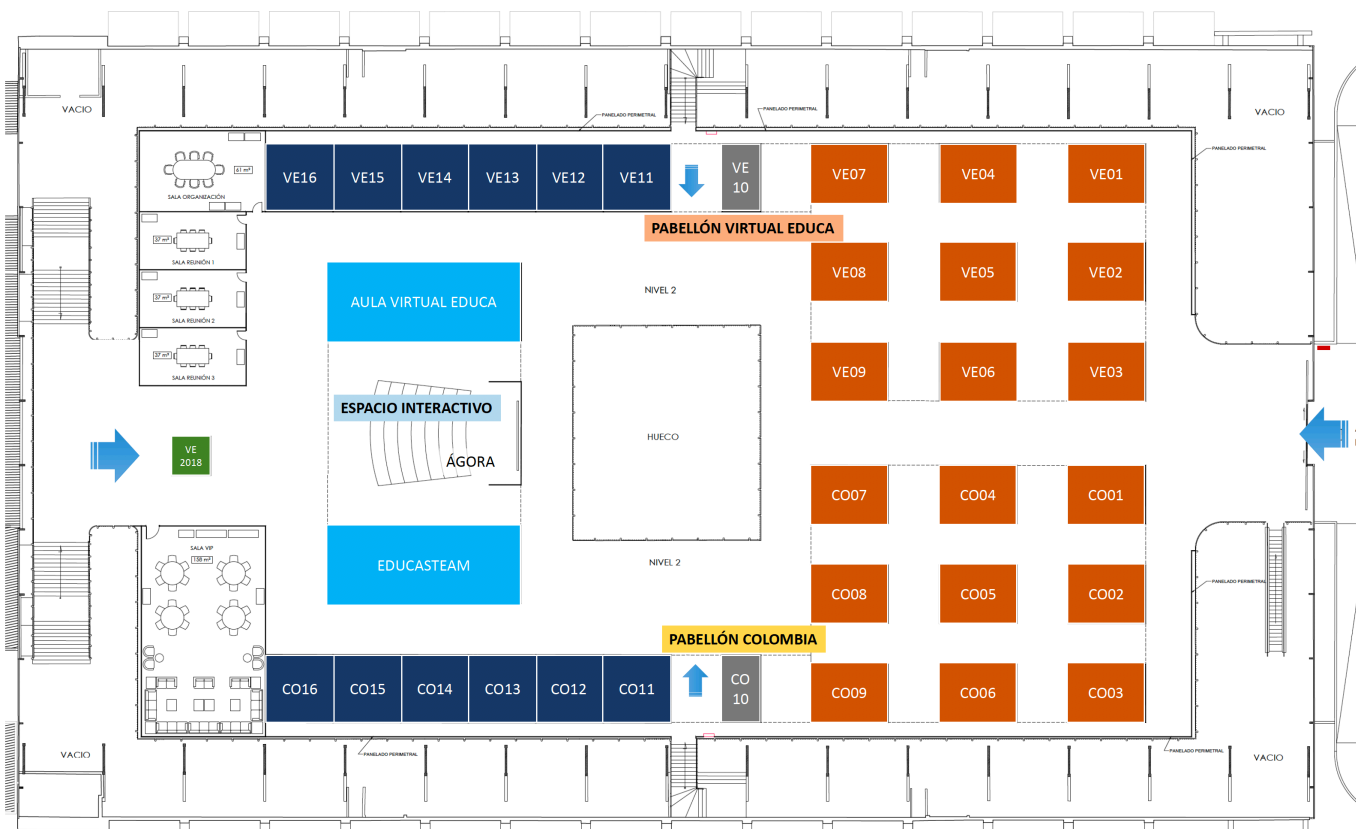 VACIO
VACIO
PANELADO PERIMETRAL
PANELADO PERIMETRAL
PANELADO PERIMETRAL
61 m²
SALA ORGANIZACIÓN
VE16
VE15
VE14
VE13
VE12
VE11
VE
10
VE07
VE04
VE01
PABELLÓN VIRTUAL EDUCA
37 m²
SALA REUNIÓN 1
VE08
VE05
VE02
NIVEL 2
37 m²
SALA REUNIÓN 2
AULA VIRTUAL EDUCA
37 m²
SALA REUNIÓN 3
VE09
VE06
VE03
ESPACIO INTERACTIVO
HUECO
VE
2018
ÁGORA
CO07
CO04
CO01
SALA VIP
158 m²
EDUCASTEAM
NIVEL 2
CO08
CO05
CO02
PANELADO PERIMETRAL
PABELLÓN COLOMBIA
CO16
CO15
CO14
CO13
CO12
CO11
CO
10
CO09
CO06
CO03
VACIO
PANELADO PERIMETRAL
PANELADO PERIMETRAL
VACIO